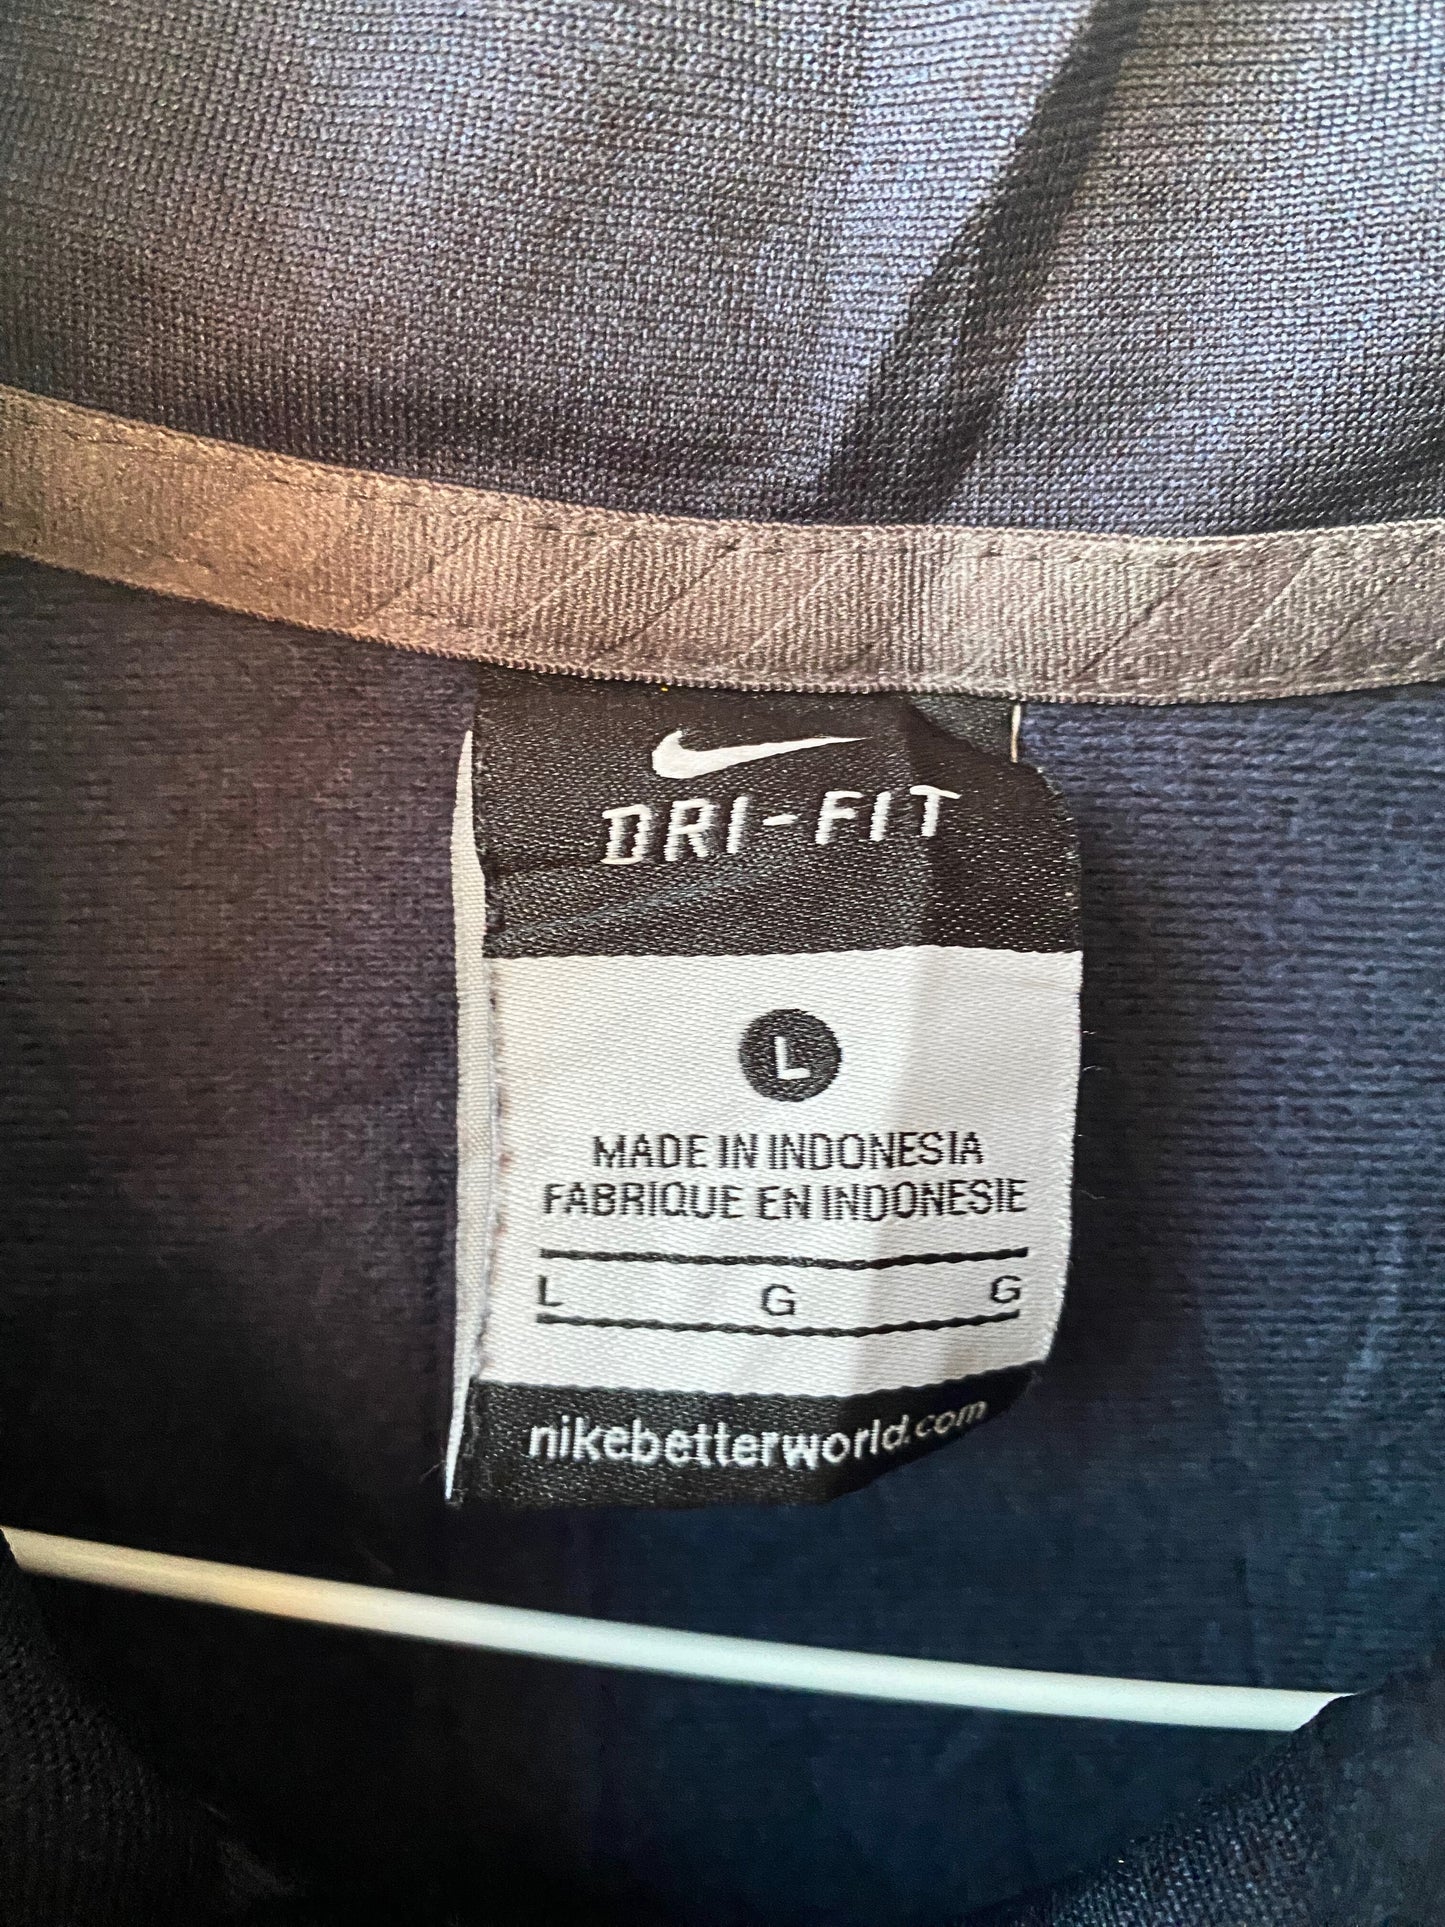 DRI-FIT
L
MADE IN INDONESIA
FABRIQUE EN INDONESIE
L G G
nikebetterworld.com